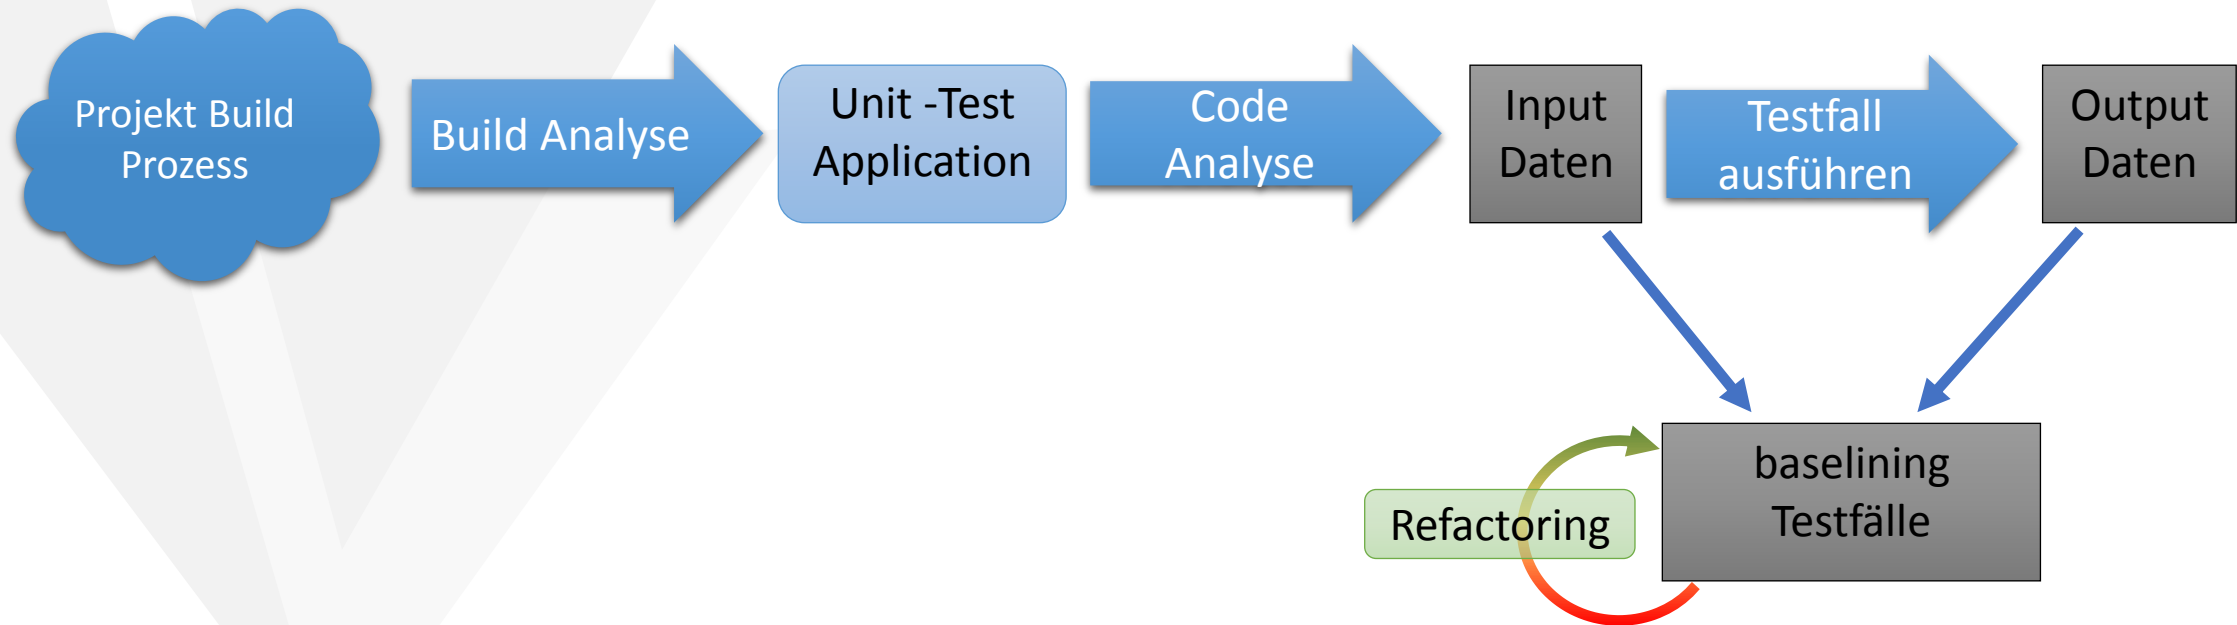 Projekt Build
Prozess
Build Analyse
Unit -Test
Application
Code
Analyse
Input
Daten
Testfall
ausführen
Output
Daten
Refactoring
baselining
Testfälle